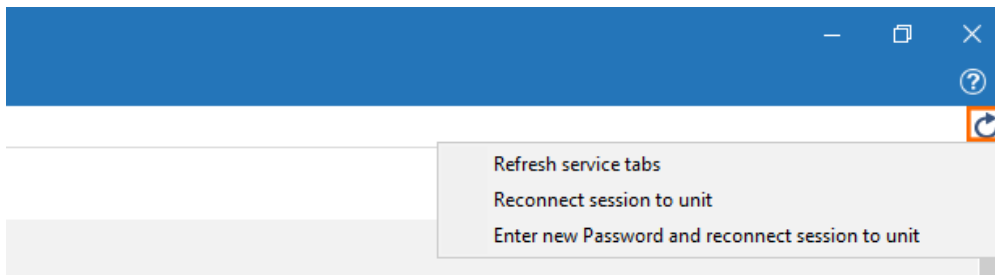 Refresh service tabs
Reconnect session to unit
Enter new Password and reconnect session to unit